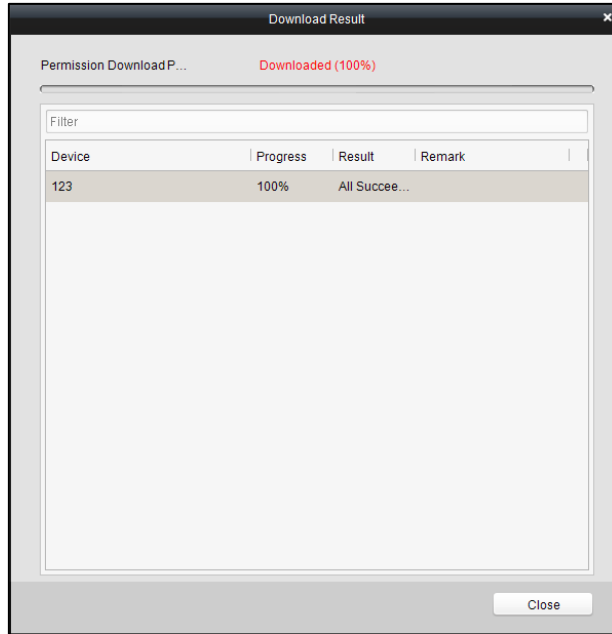 Download Result
Permission Download P... Downloaded (100%)
Filter
Device Progress Result Remark
123 100% All Succee...
Close